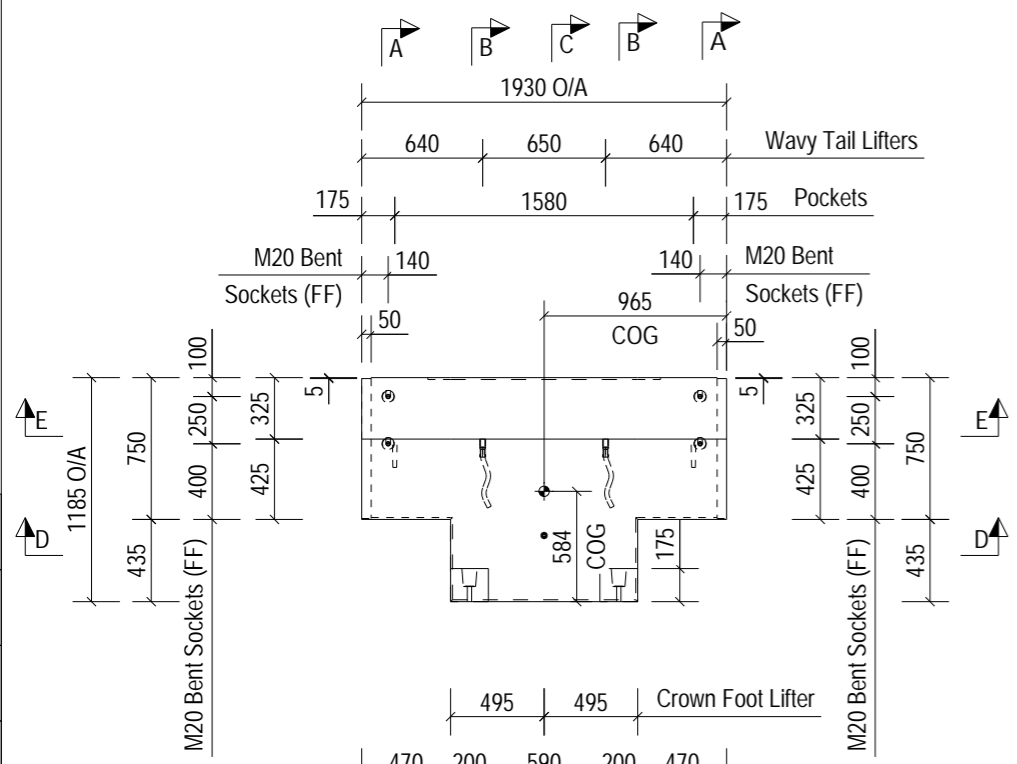 A B C B A
1930 O/A
640 650 640 Wavy Tail Lifters
175 1580 175 Pockets
M20 Bent 140 140 M20 Bent
Sockets (FF) Sockets (FF)
965
COG
50 50
100 100
5 5
E 250 325 325 250 E
750 750
1185 O/A
400 425 425 400
D D
435 584 COG 175 435
M20 Bent Sockets (FF) M20 Bent Sockets (FF)
495 495 Crown Foot Lifter
470 200 590 200 470